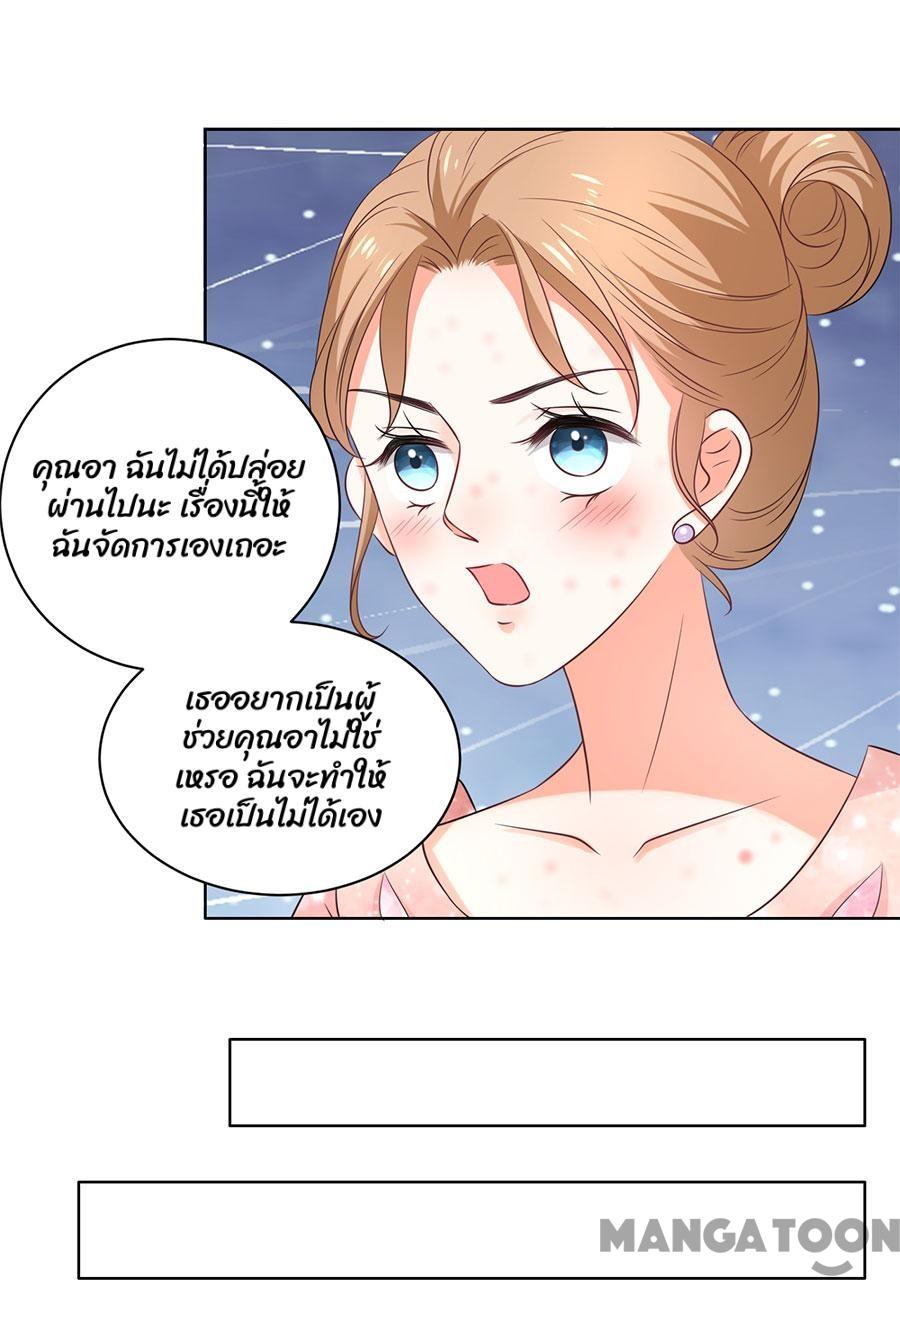 คุณอา ฉันไม่ได้ปล่อย
ผ่านไปนะ เรื่องนี้ให้
ฉันจัดการเองเถอะ
เธออยากเป็นผู้
ช่วยคุณอาไม่ใช่
เหรอ ฉันจะทำให้
เธอเป็นไม่ได้เอง
MANGATOON